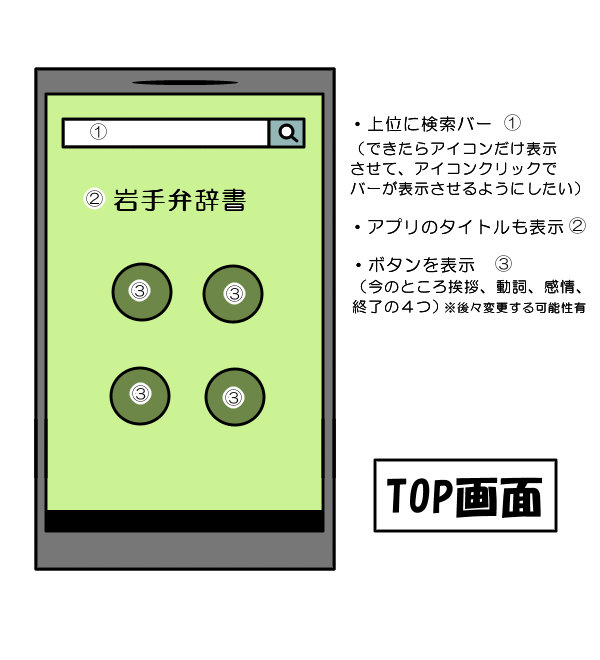 ①
② 岩手弁辞書
③
③
③
③
・上位に検索バー ①
（できたらアイコンだけ表示
させて、アイコンクリックで
バーが表示させるようにしたい）
・アプリのタイトルも表示②
・ボタンを表示 ③
（今のところ挨拶、動詞、感情、
終了の４つ）※後々変更する可能性有
TOP画面